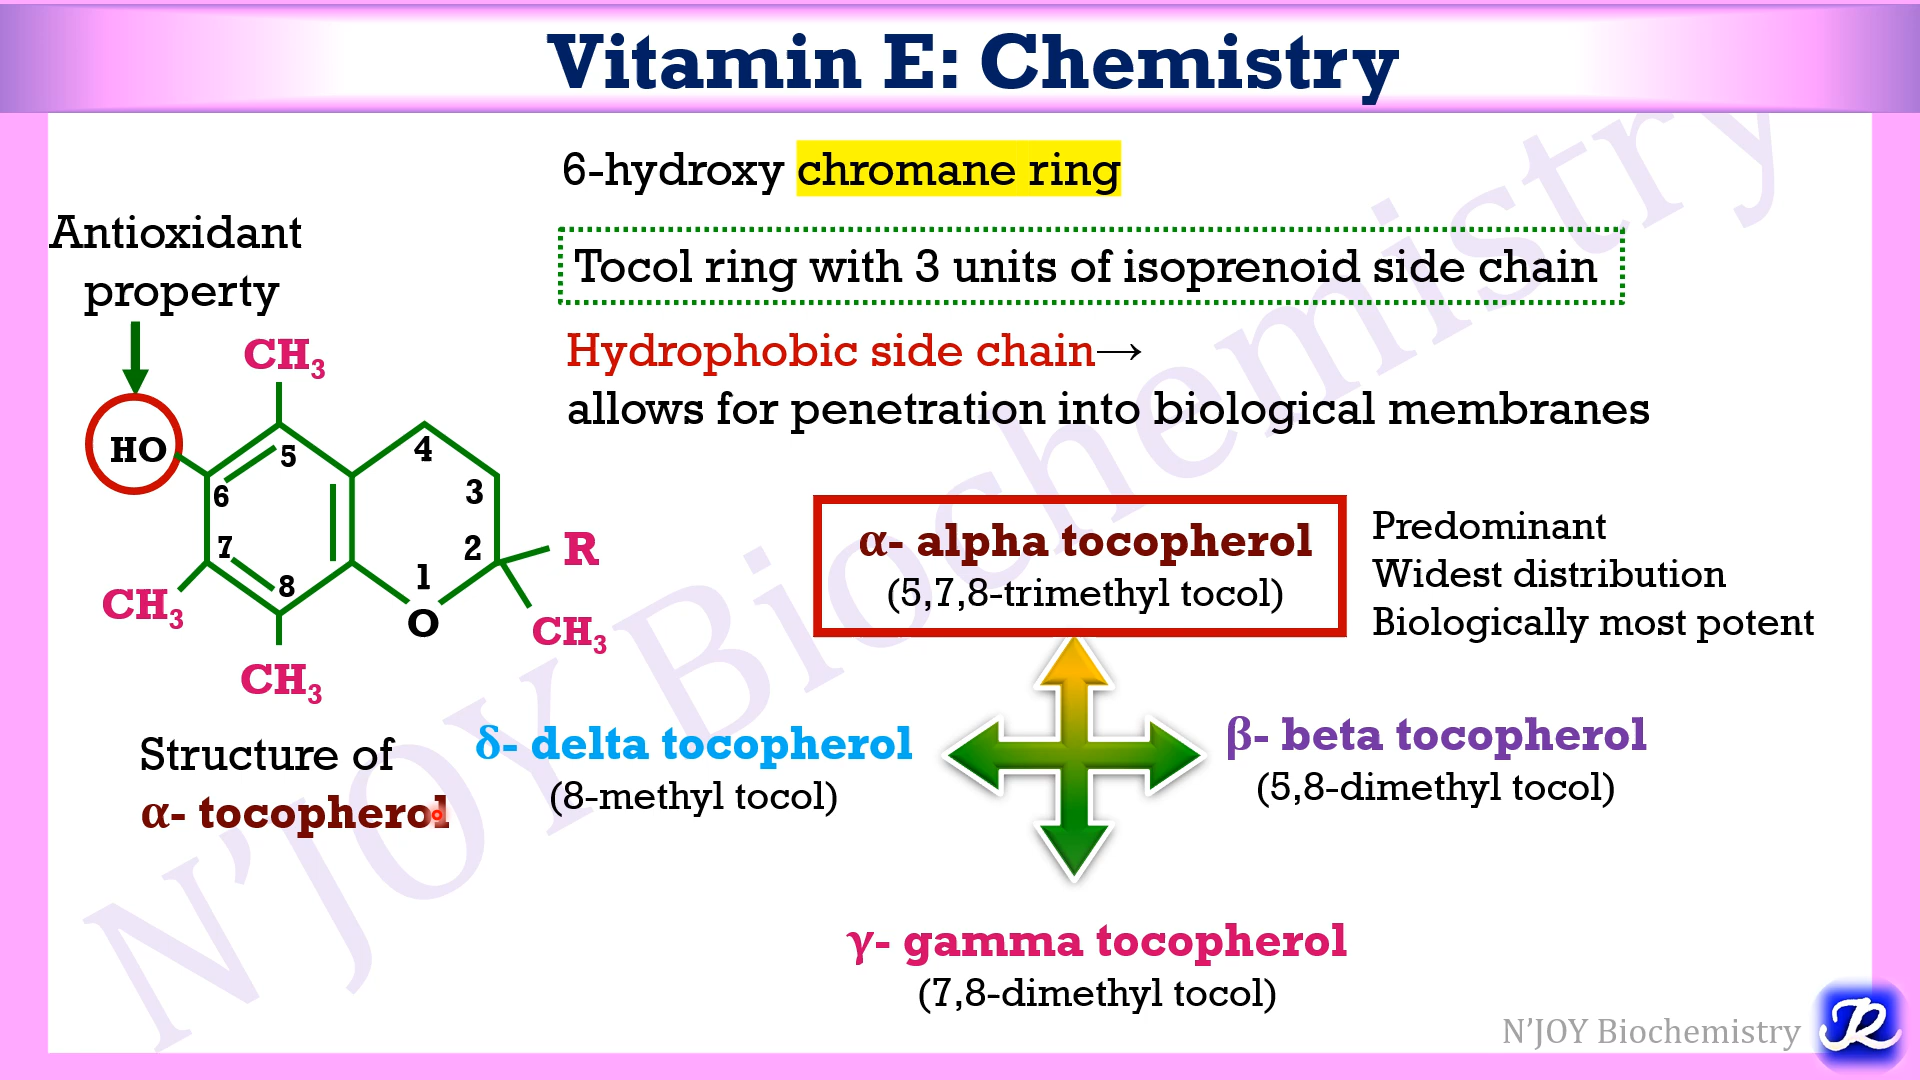 Vitamin E: Chemistry
6-hydroxy chromane ring
Antioxidant
property
Tocol ring with 3 units of isoprenoid side chain
Hydrophobic side chain→
allows for penetration into biological membranes
CH₃
HO
5
4
6
3
7
2
R
8
1
O
CH₃
CH₃
CH₃
Structure of
α- tocopherol
α- alpha tocopherol
(5,7,8-trimethyl tocol)
Predominant
Widest distribution
Biologically most potent
δ- delta tocopherol
(8-methyl tocol)
β- beta tocopherol
(5,8-dimethyl tocol)
γ- gamma tocopherol
(7,8-dimethyl tocol)
N'JOY Biochemistry
N'JOY Biochemistry
R